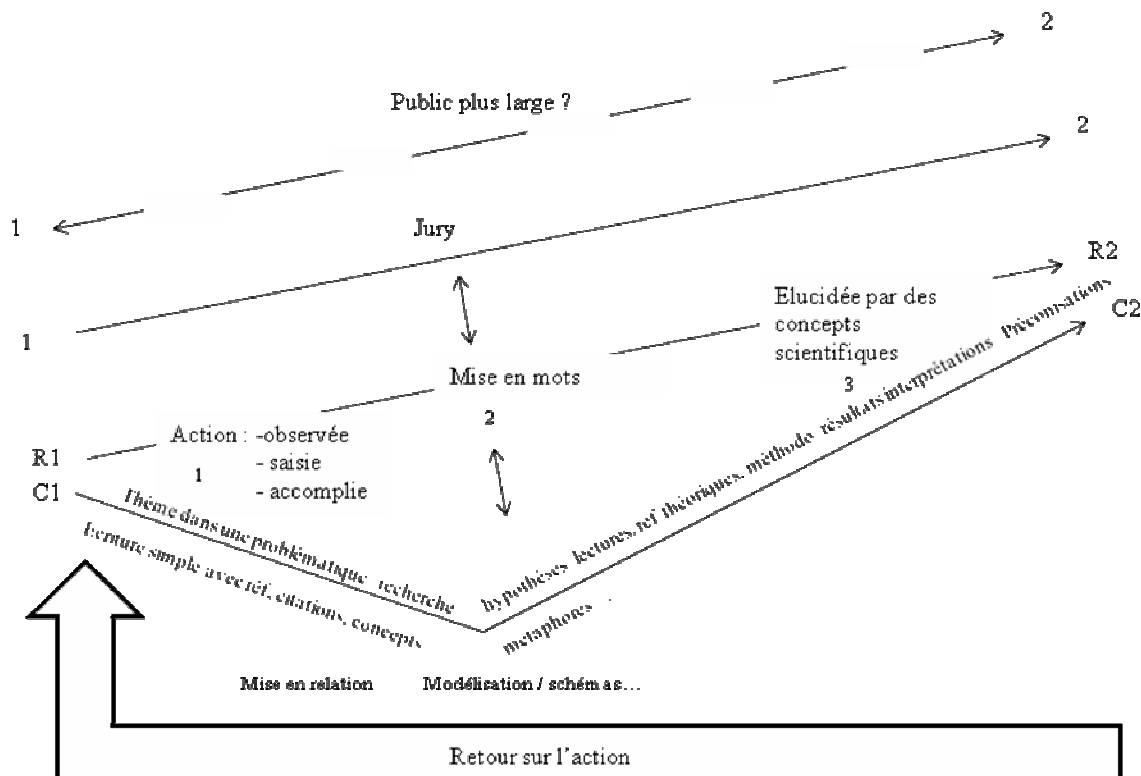 2
Public plus large ?
2
1
Jury
R2
1
Elucidée par des
concepts
scientifiques
C2
3
Mise en mots
2
Action : -observée
- saisie
- accomplie
1
R1
C1
Thème dans une problématique recherche
Ecriture simple avec réf, citations, concepts
hypothèses lectures, ref théoriques, méthodo résultats interprétations Préconisations
métaphores
Mise en relation
Modélisation / schémas...
Retour sur l’action